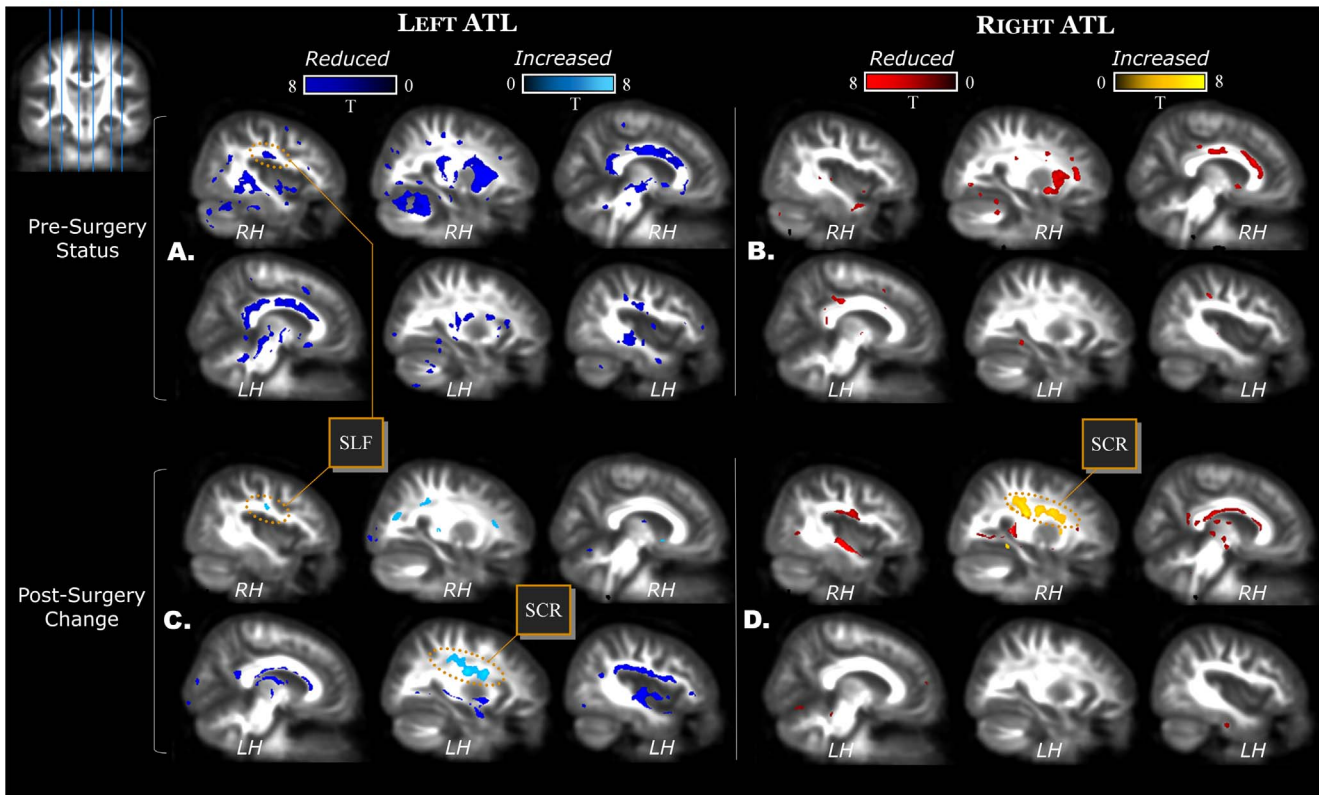 LEFT ATL
RIGHT ATL
Reduced
Increased
Reduced
Increased
8 0
0 8
8 0
0 8
T
T
T
T
Pre-Surgery
Status
A.
RH
RH
RH
LH
LH
LH
B.
RH
RH
RH
LH
LH
LH
SLF
SCR
Post-Surgery
Change
C.
RH
RH
RH
SCR
LH
LH
LH
D.
RH
RH
RH
LH
LH
LH